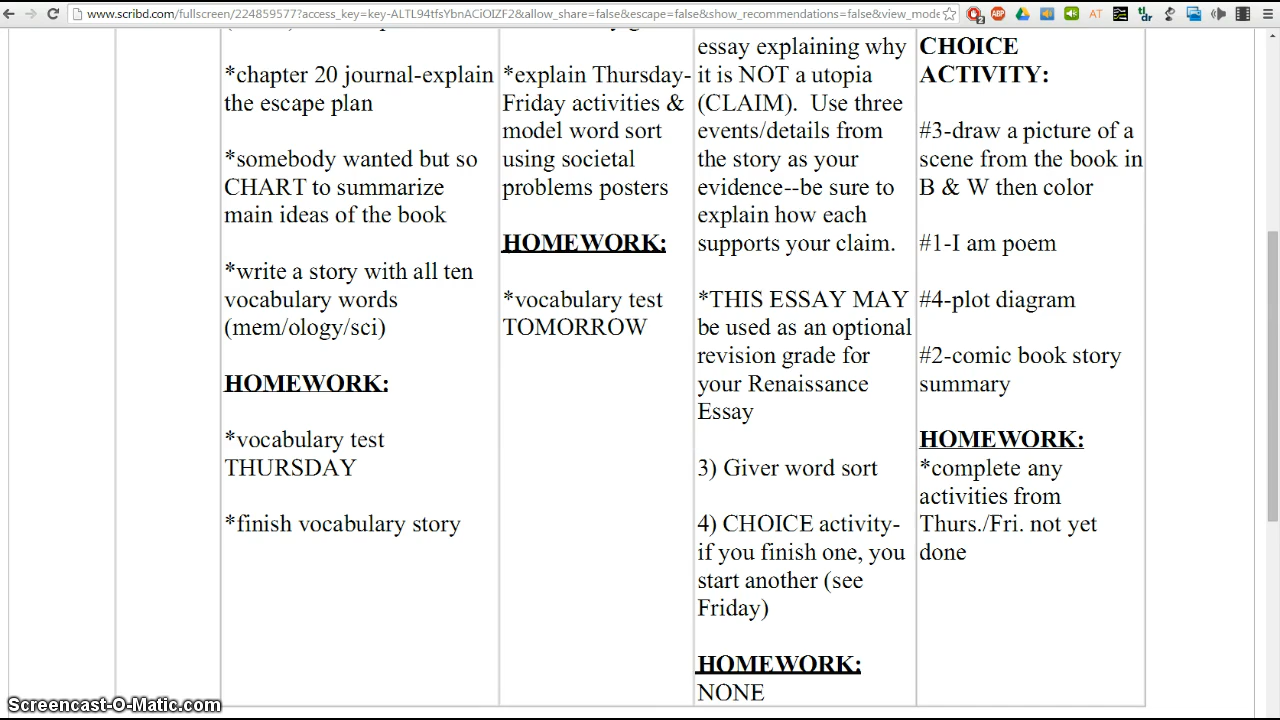 www.scribd.com/fullscreen/224859577?access_key=key-ALTL94tfsYbnACiOIZF2&allow_share=false&escape=false&show_recommendations=false&view_mode
*chapter 20 journal-explain
the escape plan
*somebody wanted but so
CHART to summarize
main ideas of the book
*write a story with all ten
vocabulary words
(mem/ology/sci)
HOMEWORK:
*vocabulary test
THURSDAY
*finish vocabulary story
*explain Thursday-
Friday activities &
model word sort
using societal
problems posters
HOMEWORK:
*vocabulary test
TOMORROW
essay explaining why
it is NOT a utopia
(CLAIM). Use three
events/details from
the story as your
evidence--be sure to
explain how each
supports your claim.
*THIS ESSAY MAY
be used as an optional
revision grade for
your Renaissance
Essay
3) Giver word sort
4) CHOICE activity-
if you finish one, you
start another (see
Friday)
HOMEWORK:
NONE
CHOICE
ACTIVITY:
#3-draw a picture of a
scene from the book in
B & W then color
#1-I am poem
#4-plot diagram
#2-comic book story
summary
HOMEWORK:
*complete any
activities from
Thurs./Fri. not yet
done
Screencast-O-Matic.com